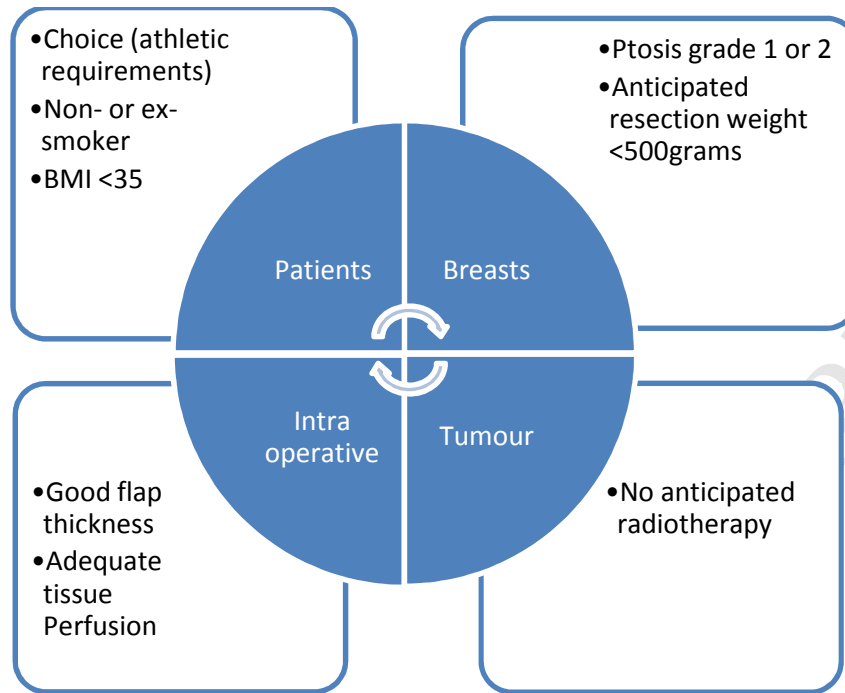 •Choice (athletic
requirements)
•Non- or ex-
smoker
•BMI <35
•Ptosis grade 1 or 2
•Anticipated
resection weight
<500grams
Patients
Breasts
Intra
operative
Tumour
•Good flap
thickness
•Adequate
tissue
Perfusion
•No anticipated
radiotherapy